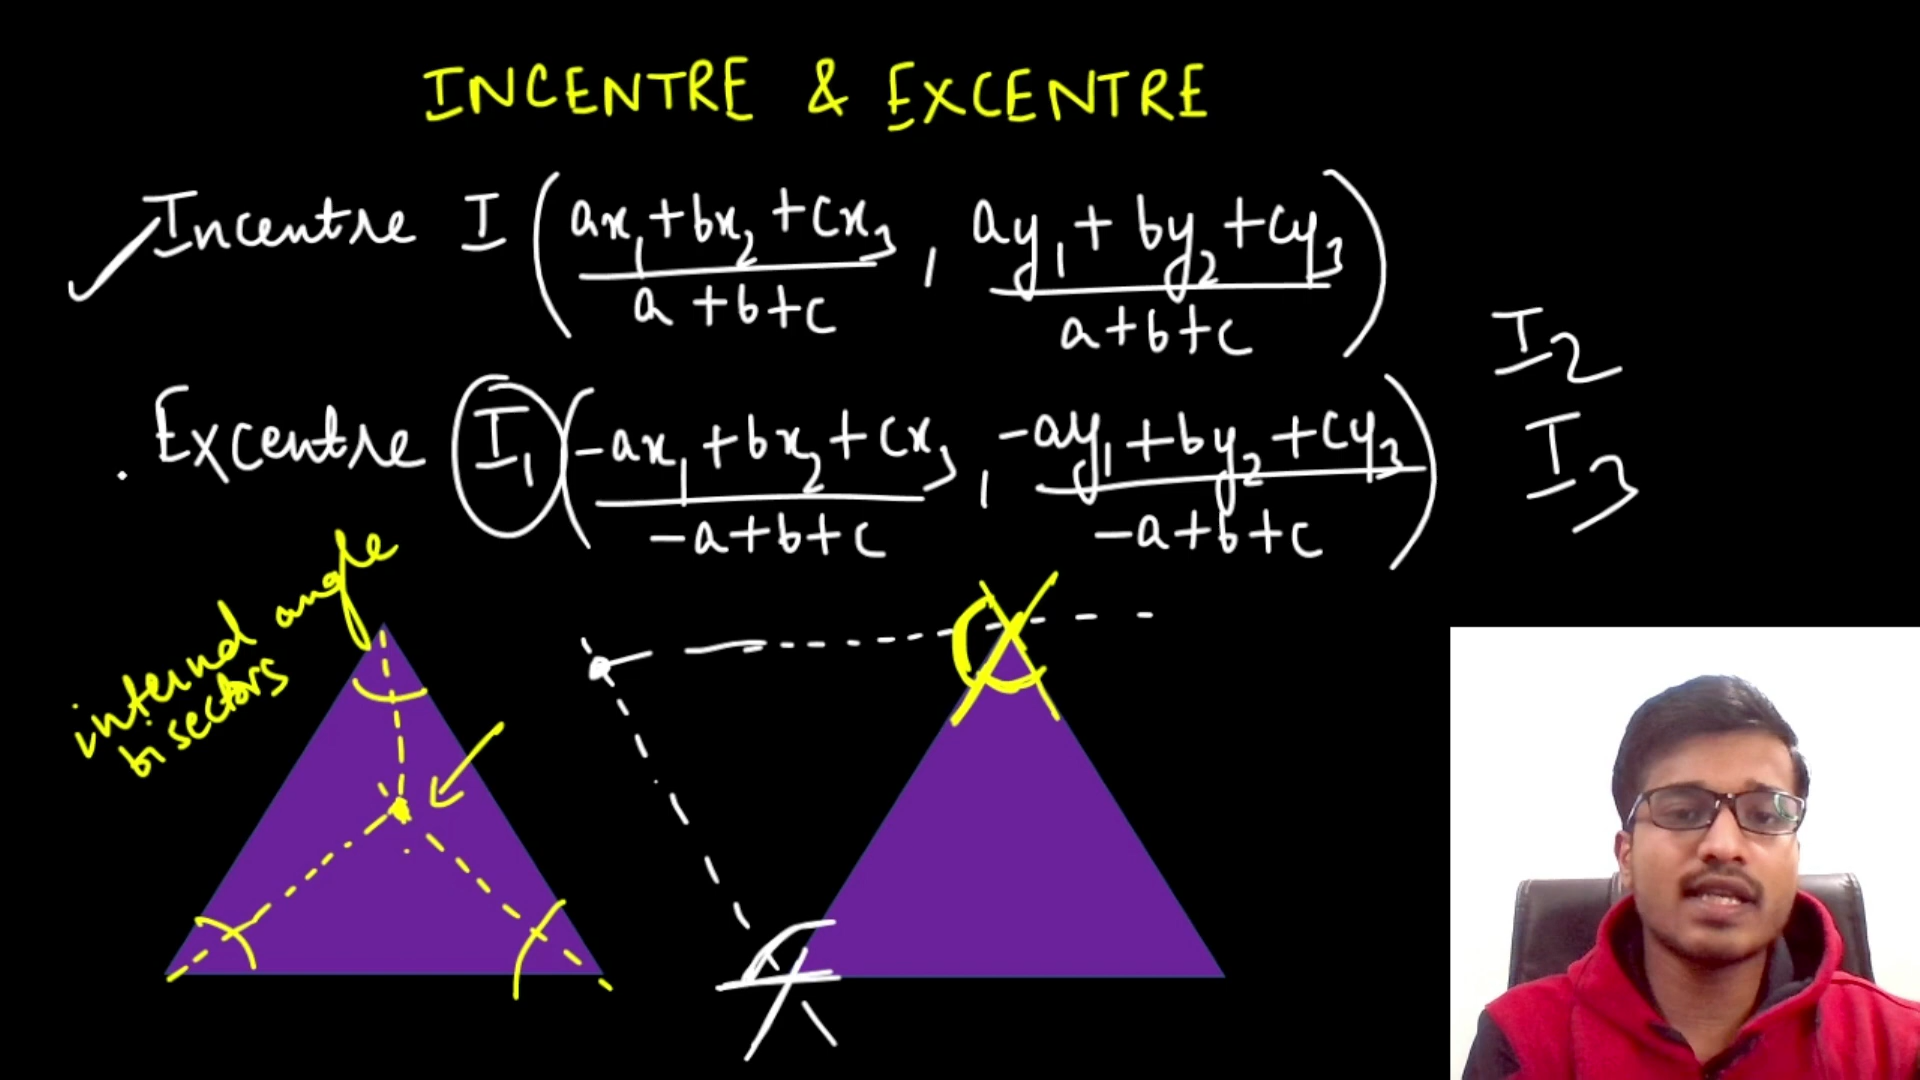 INCENTRE & EXCENTRE
Incentre I (ax₁+bx₂+cx₃/a+b+c, ay₁+by₂+cy₃/a+b+c)
I₂
Excentre I₁ (-ax₁+bx₂+cx₃/-a+b+c, -ay₁+by₂+cy₃/-a+b+c)
I₃
internal angle
bisectors